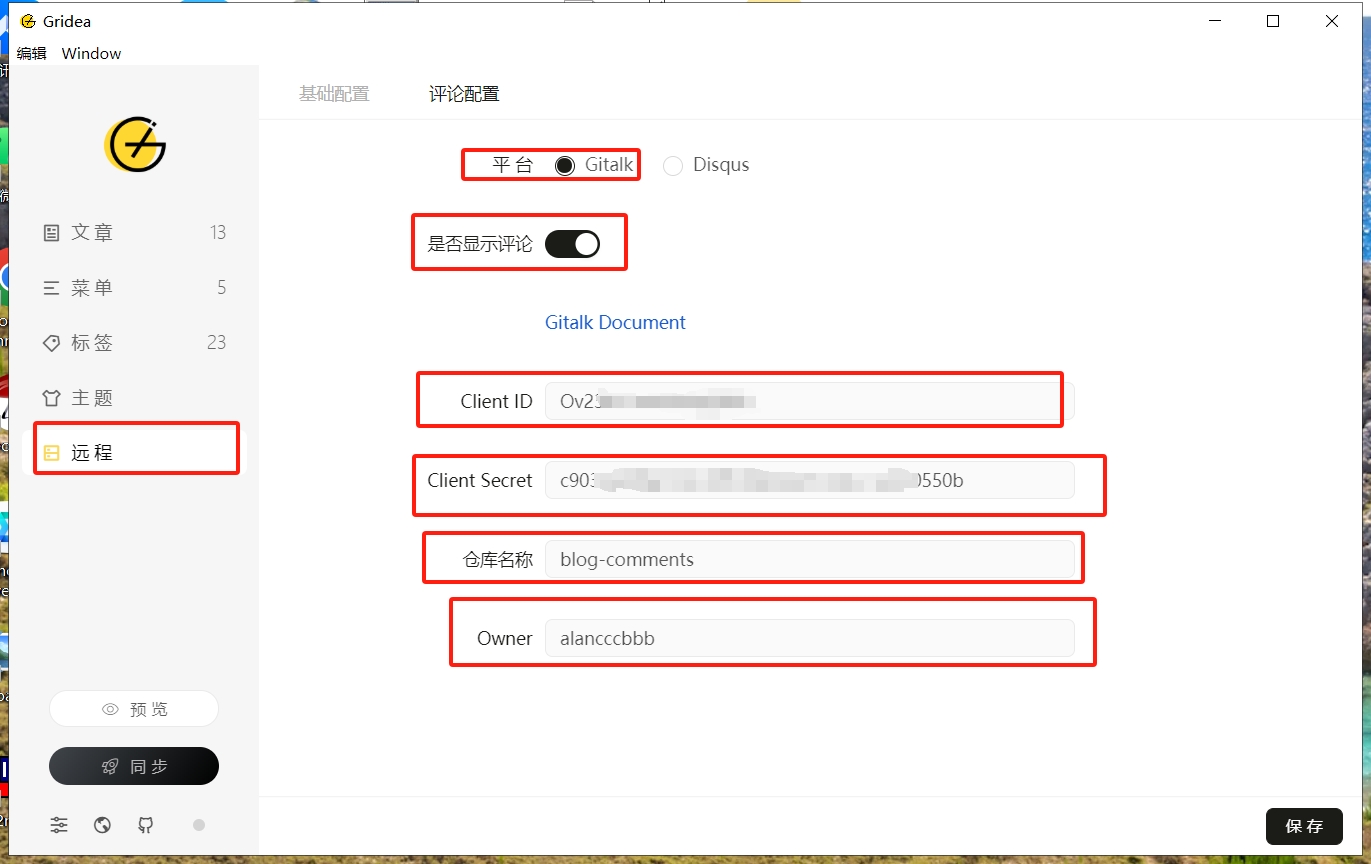 Gridea
编辑 Window
基础配置 评论配置
平台 Gitalk Disqus
文章 13
是否显示评论
菜单 5
Gitalk Document
标签 23
主题
Client ID Ov23
远程
Client Secret c903 0550b
仓库名称 blog-comments
Owner alancccbbb
预览
同步
保存